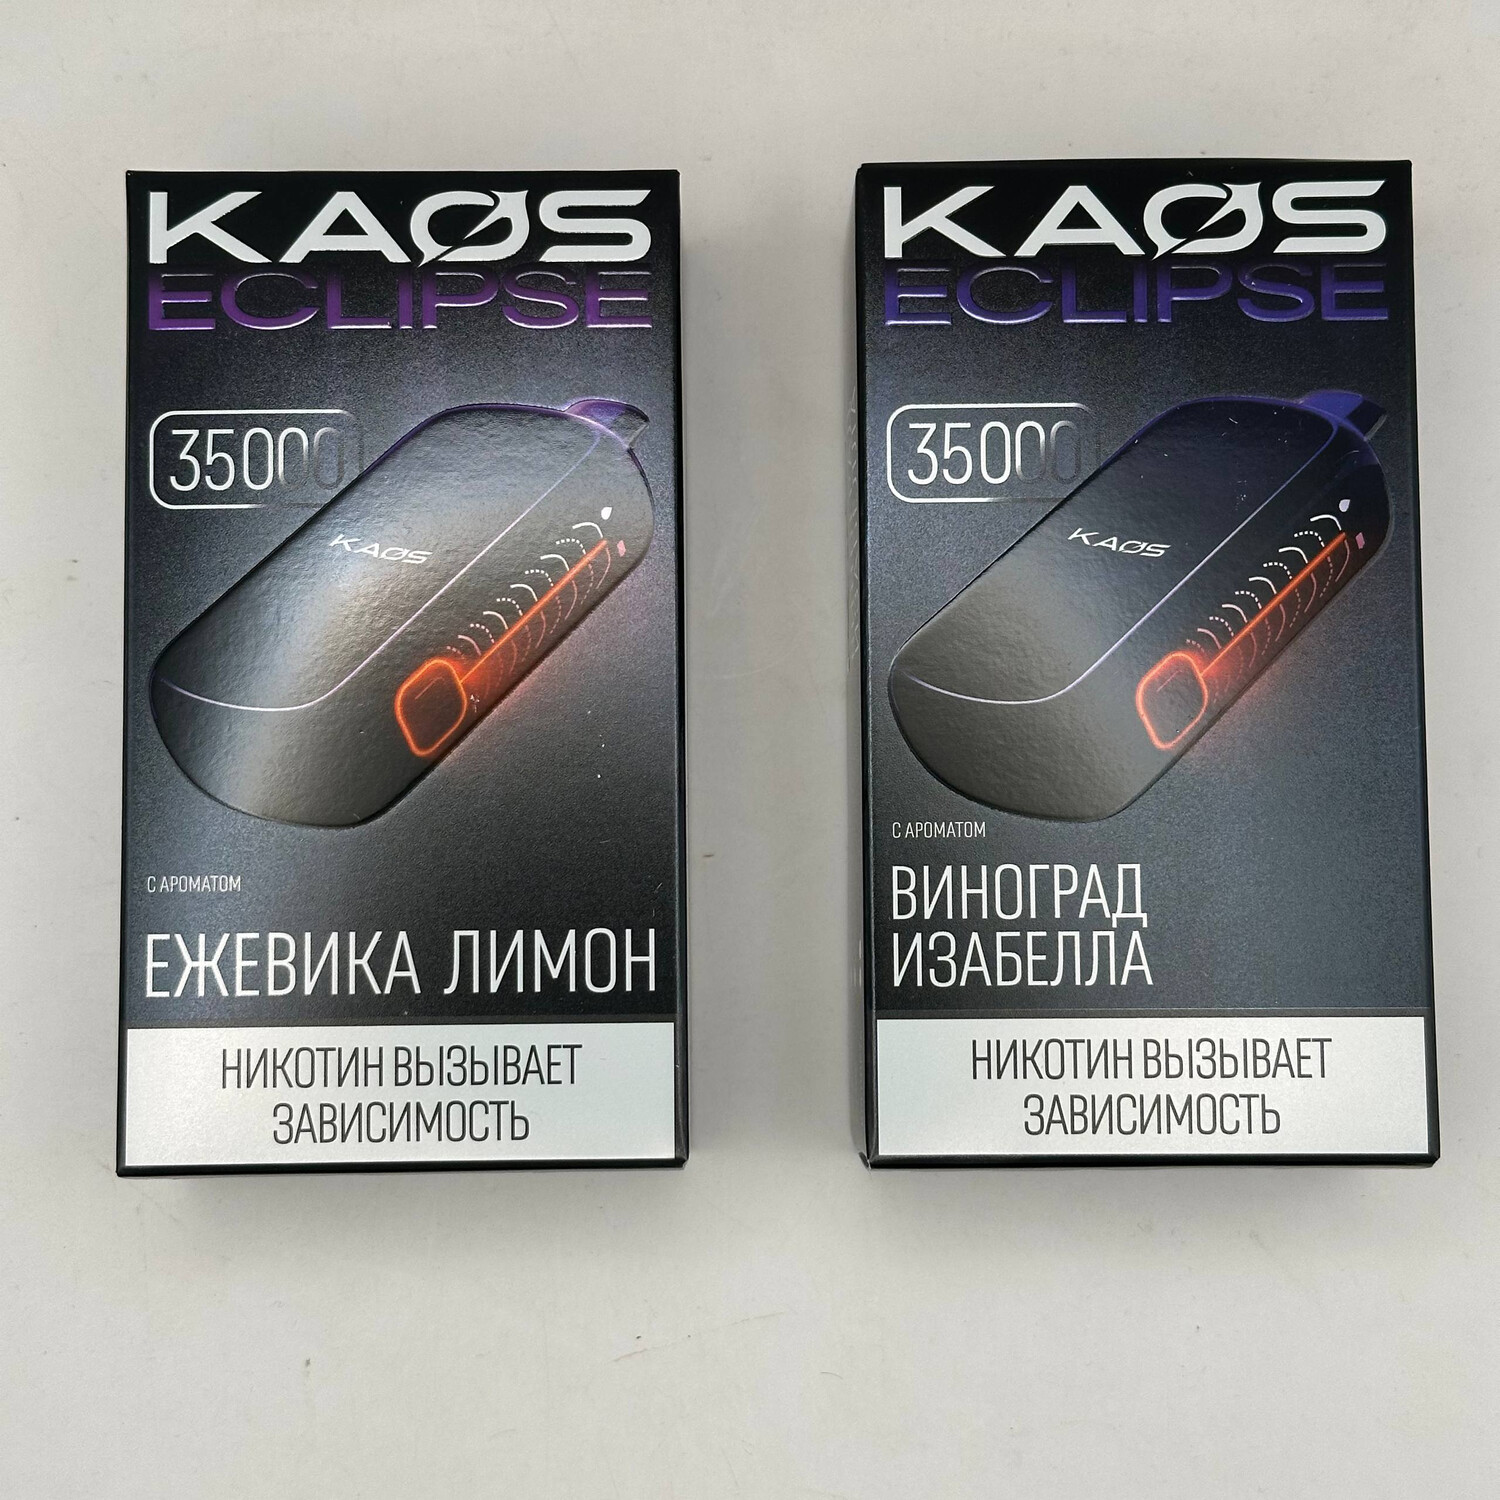 KAØS
ECLIPSE
35000
KAØS
С АРОМАТОМ
ЕЖЕВИКА ЛИМОН
НИКОТИН ВЫЗЫВАЕТ
ЗАВИСИМОСТЬ
KAØS
ECLIPSE
35000
KAØS
С АРОМАТОМ
ВИНОГРАД
ИЗАБЕЛЛА
НИКОТИН ВЫЗЫВАЕТ
ЗАВИСИМОСТЬ